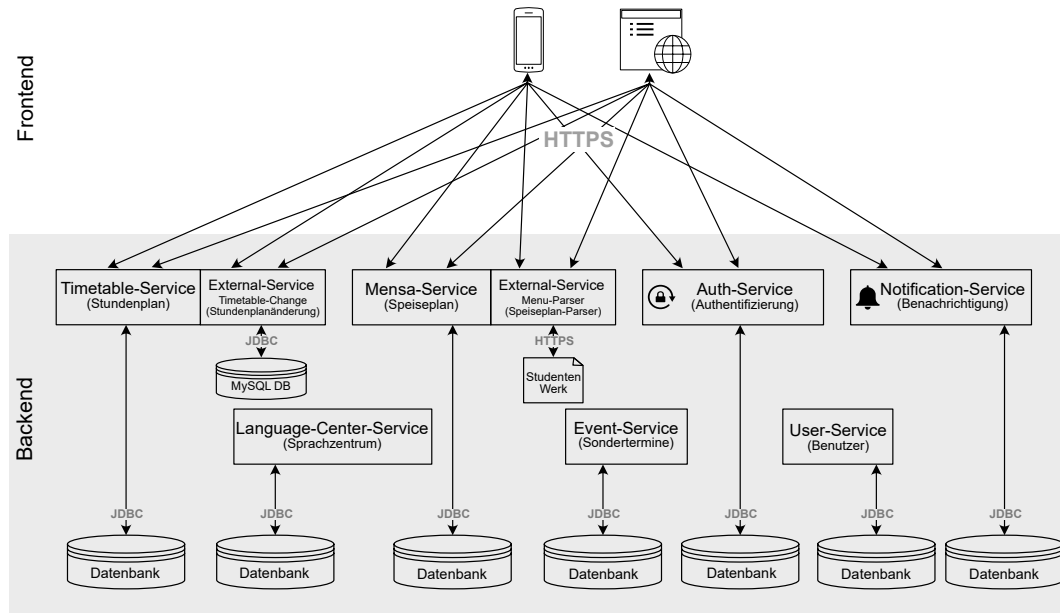 Frontend
HTTPS
Backend
Timetable-Service
(Stundenplan)
External-Service
Timetable-Change
(Stundenplanänderung)
Mensa-Service
(Speiseplan)
External-Service
Menu-Parser
(Speiseplan-Parser)
Auth-Service
(Authentifizierung)
Notification-Service
(Benachrichtigung)
JDBC
MySQL DB
HTTPS
Studenten
Werk
Language-Center-Service
(Sprachzentrum)
Event-Service
(Sondertermine)
User-Service
(Benutzer)
JDBC
JDBC
JDBC
JDBC
JDBC
JDBC
JDBC
Datenbank
Datenbank
Datenbank
Datenbank
Datenbank
Datenbank
Datenbank